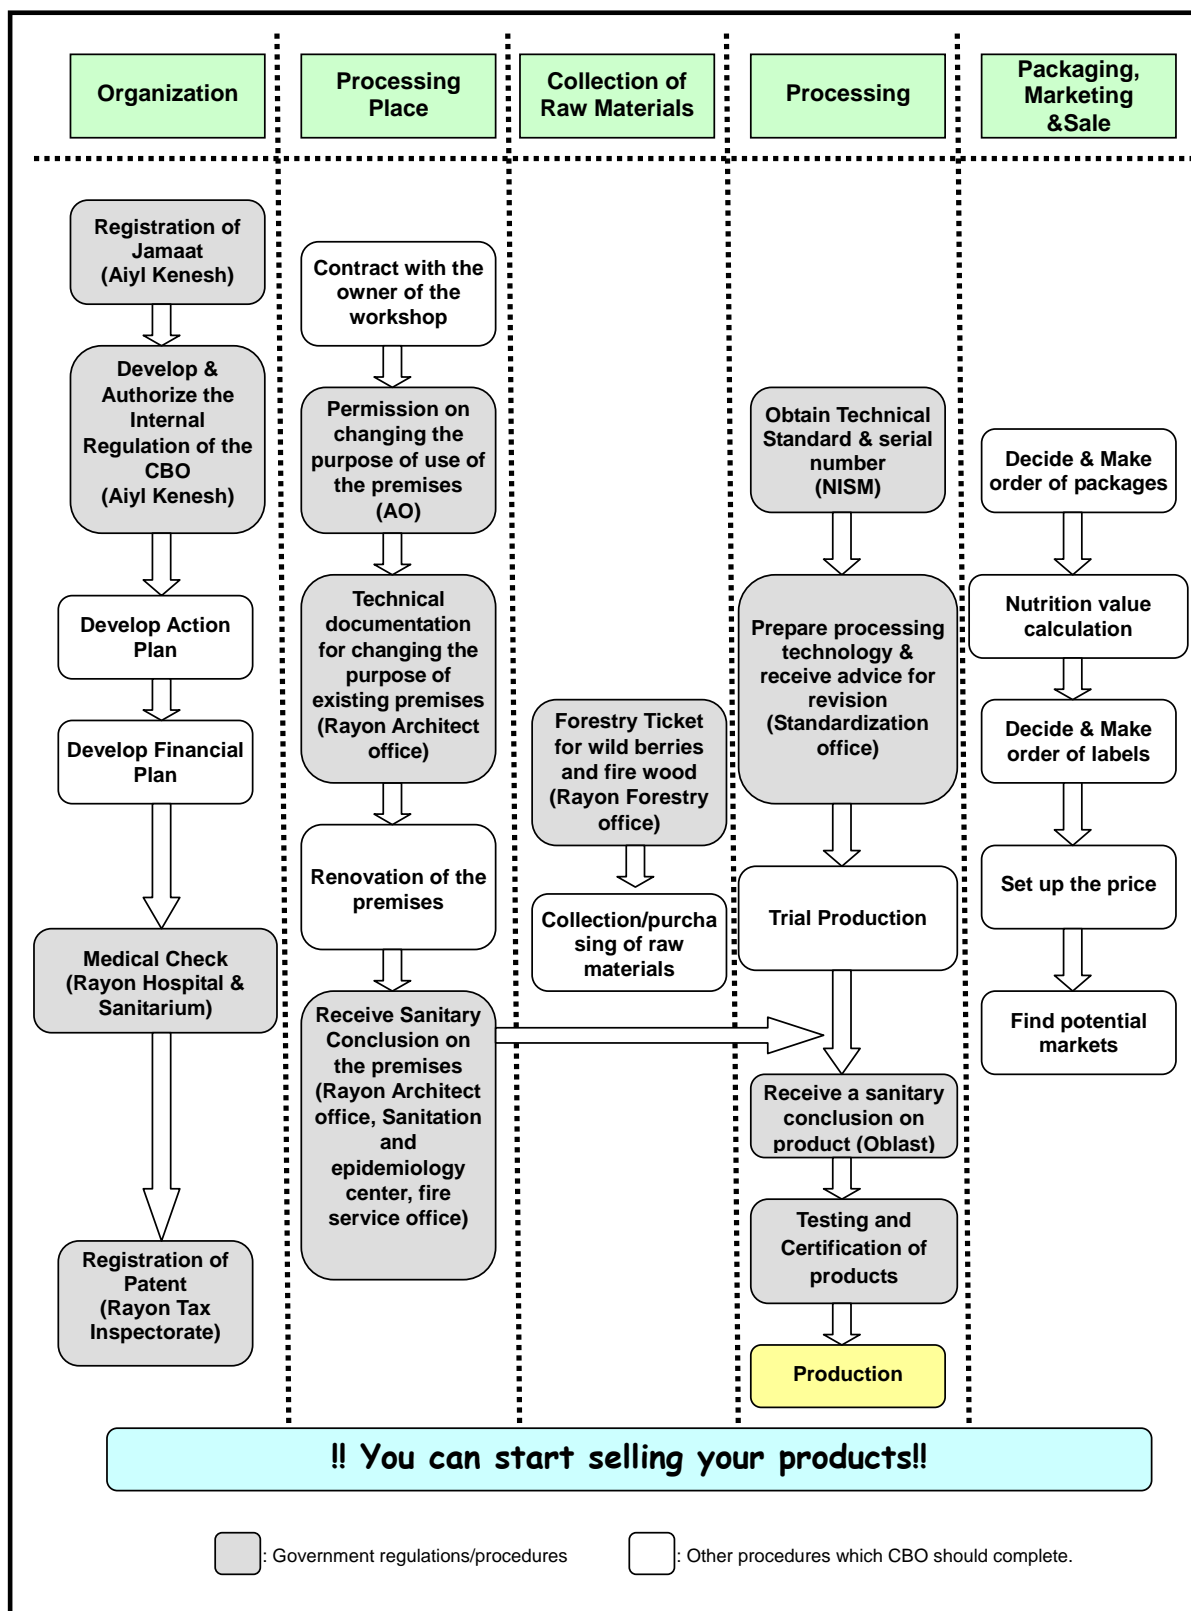 Organization
Processing
Place
Collection of
Raw Materials
Processing
Packaging,
Marketing
&Sale
Registration of
Jamaat
(Aiyl Kenesh)
Develop &
Authorize the
Internal
Regulation of the
CBO
(Aiyl Kenesh)
Develop Action
Plan
Develop Financial
Plan
Medical Check
(Rayon Hospital &
Sanitarium)
Registration of
Patent
(Rayon Tax
Inspectorate)
Contract with the
owner of the
workshop
Permission on
changing the
purpose of use of
the premises
(AO)
Technical
documentation
for changing the
purpose of
existing premises
(Rayon Architect
office)
Renovation of the
premises
Receive Sanitary
Conclusion on
the premises
(Rayon Architect
office, Sanitation
and
epidemiology
center, fire
service office)
Forestry Ticket
for wild berries
and fire wood
(Rayon Forestry
office)
Collection/purcha
sing of raw
materials
Obtain Technical
Standard & serial
number
(NISM)
Prepare processing
technology &
receive advice for
revision
(Standardization
office)
Trial Production
Receive a sanitary
conclusion on
product (Oblast)
Testing and
Certification of
products
Production
Decide & Make
order of packages
Nutrition value
calculation
Decide & Make
order of labels
Set up the price
Find potential
markets
!! You can start selling your products!!
: Government regulations/procedures
: Other procedures which CBO should complete.